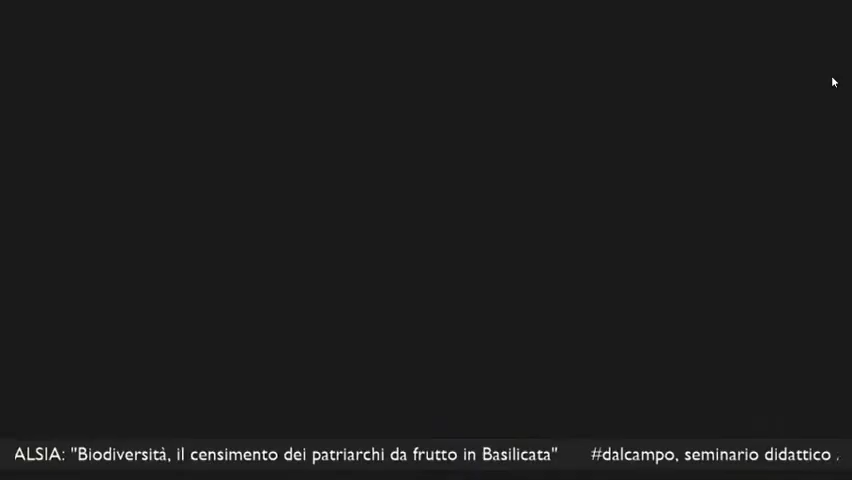 ALSIA: "Biodiversità, il censimento dei patriarchi da frutto in Basilicata" #dalcampo, seminario didattico